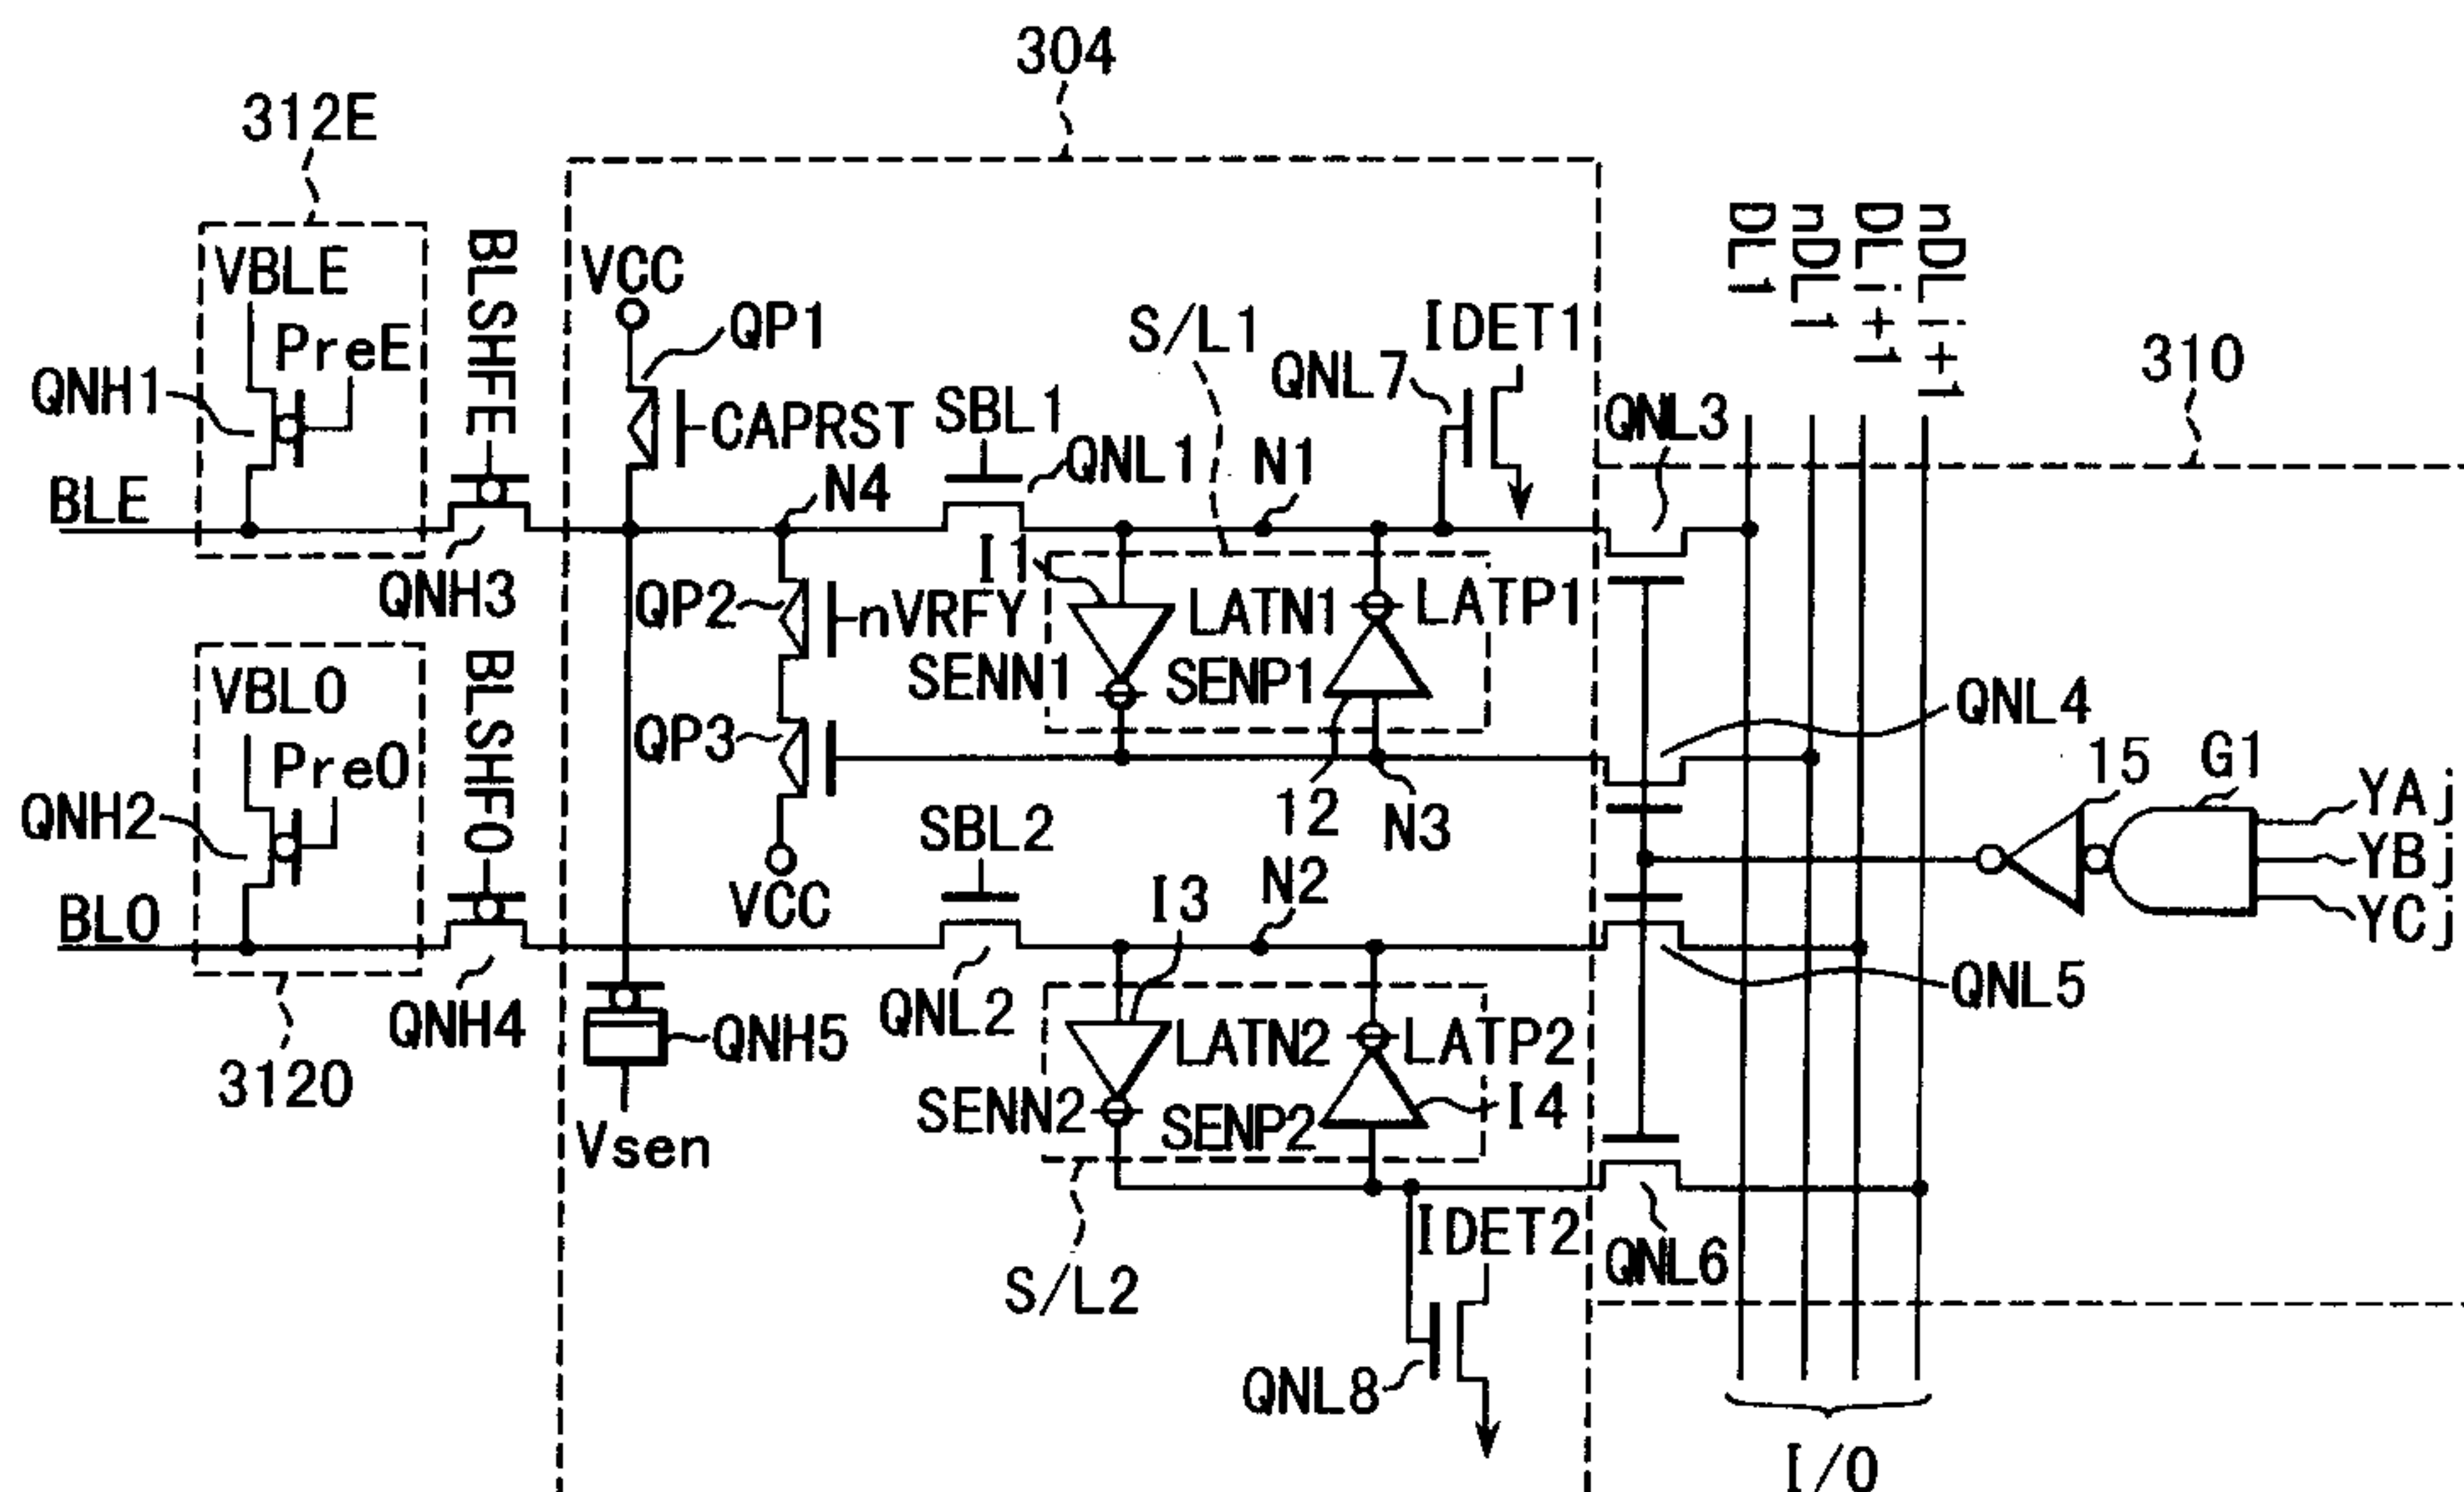 304
312E
VBLE
PreE
QNH1
BLE
BLSHFE
QNH3
VCC
QP1
CAPRST
N4
SBL1
QNL1
S/L1
N1
QNL7
IDET1
QNL3
DL1
nDL1
DLi+1
nDLi+1
310
I1
LATN1
SENN1
LATP1
SENP1
QP2
nVRFY
QP3
VCC
12
N3
QNL4
15
G1
YAj
YBj
YCj
VBLO
PreO
QNH2
BLO
BLSHFO
QNH4
312O
QNH5
Vsen
SBL2
QNL2
I3
N2
LATN2
SENN2
LATP2
SENP2
I4
S/L2
IDET2
QNL8
QNL5
QNL6
I/O